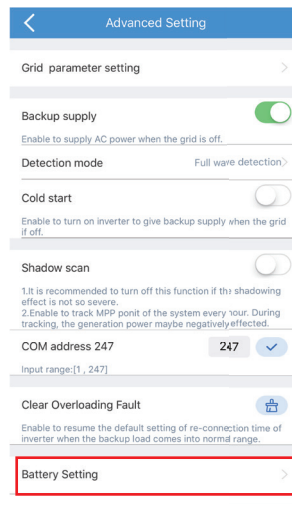 Advanced Setting
Grid parameter setting
Backup supply
Enable to supply AC power when the grid is off.
Detection mode Full wave detection
Cold start
Enable to turn on inverter to give backup supply when the grid
if off.
Shadow scan
1.It is recommended to turn off this function if the shadowing
effect is not so severe.
2.Enable to track MPP ponit of the system every hour. During
tracking, the generation power maybe negatively effected.
COM address 247 247
Input range:[1 , 247]
Clear Overloading Fault
Enable to resume the default setting of re-connection time of
inverter when the backup load comes into normal range.
Battery Setting